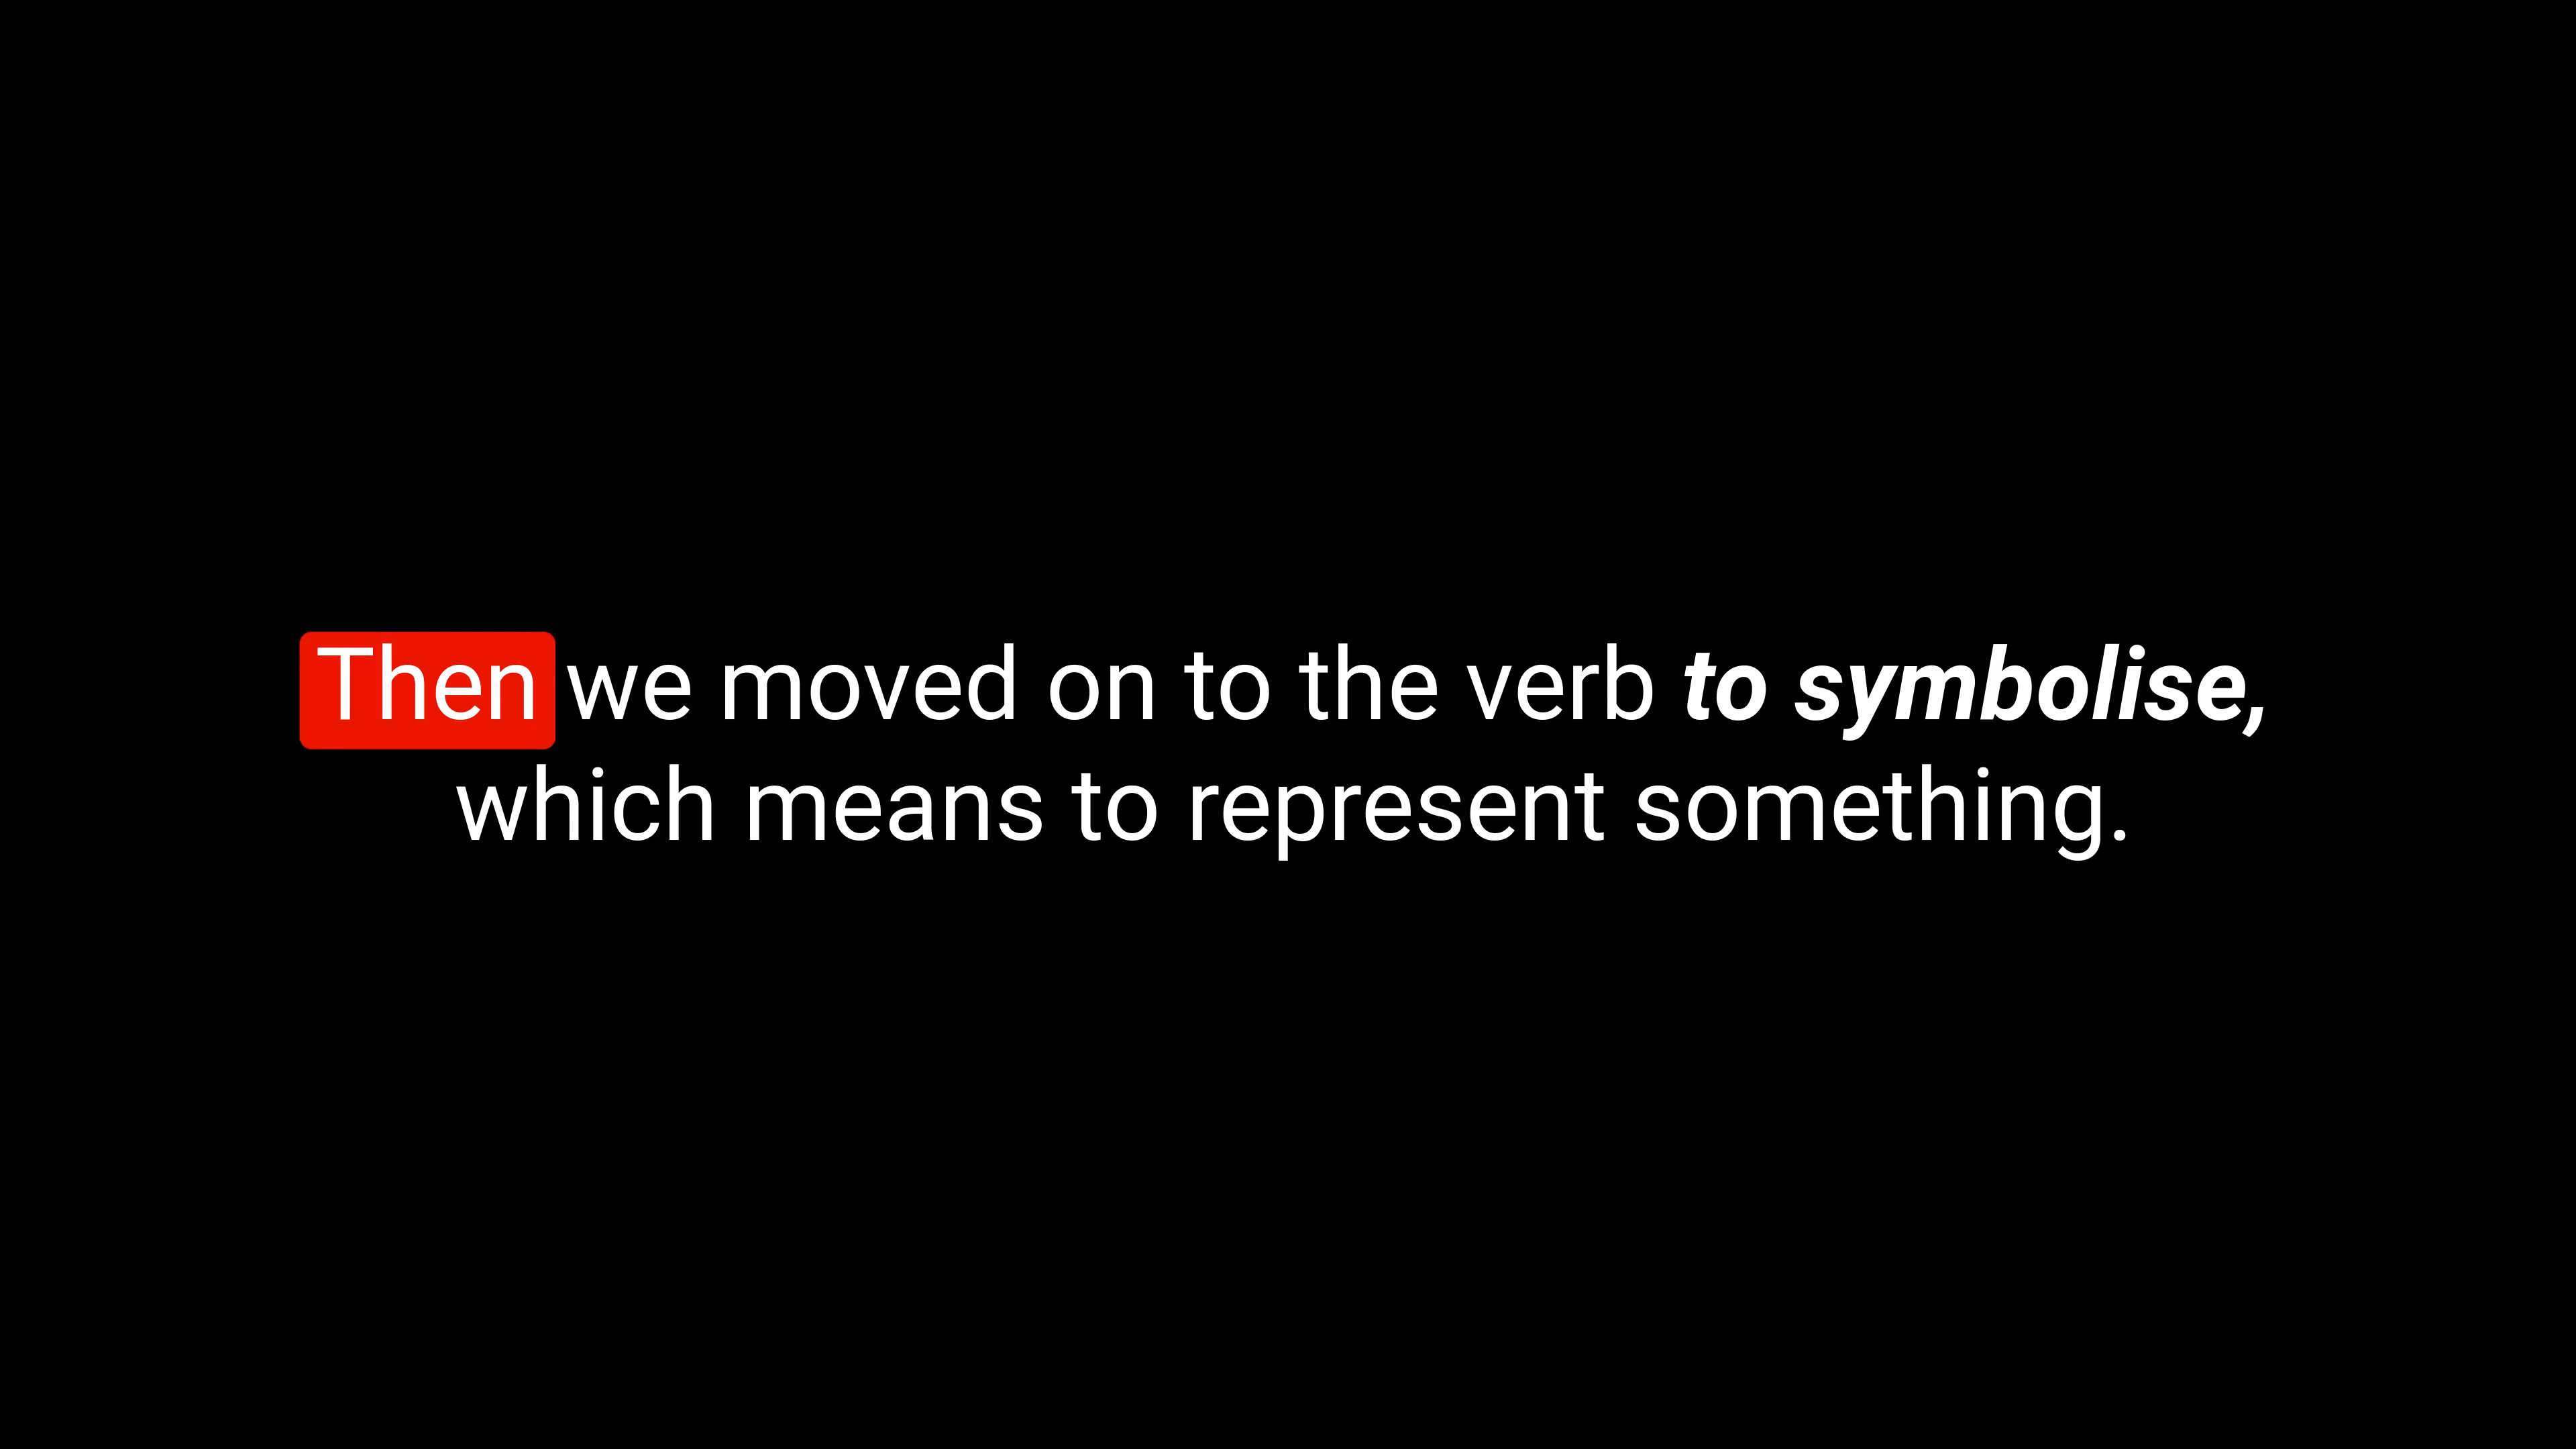 Then we moved on to the verb to symbolise,
which means to represent something.